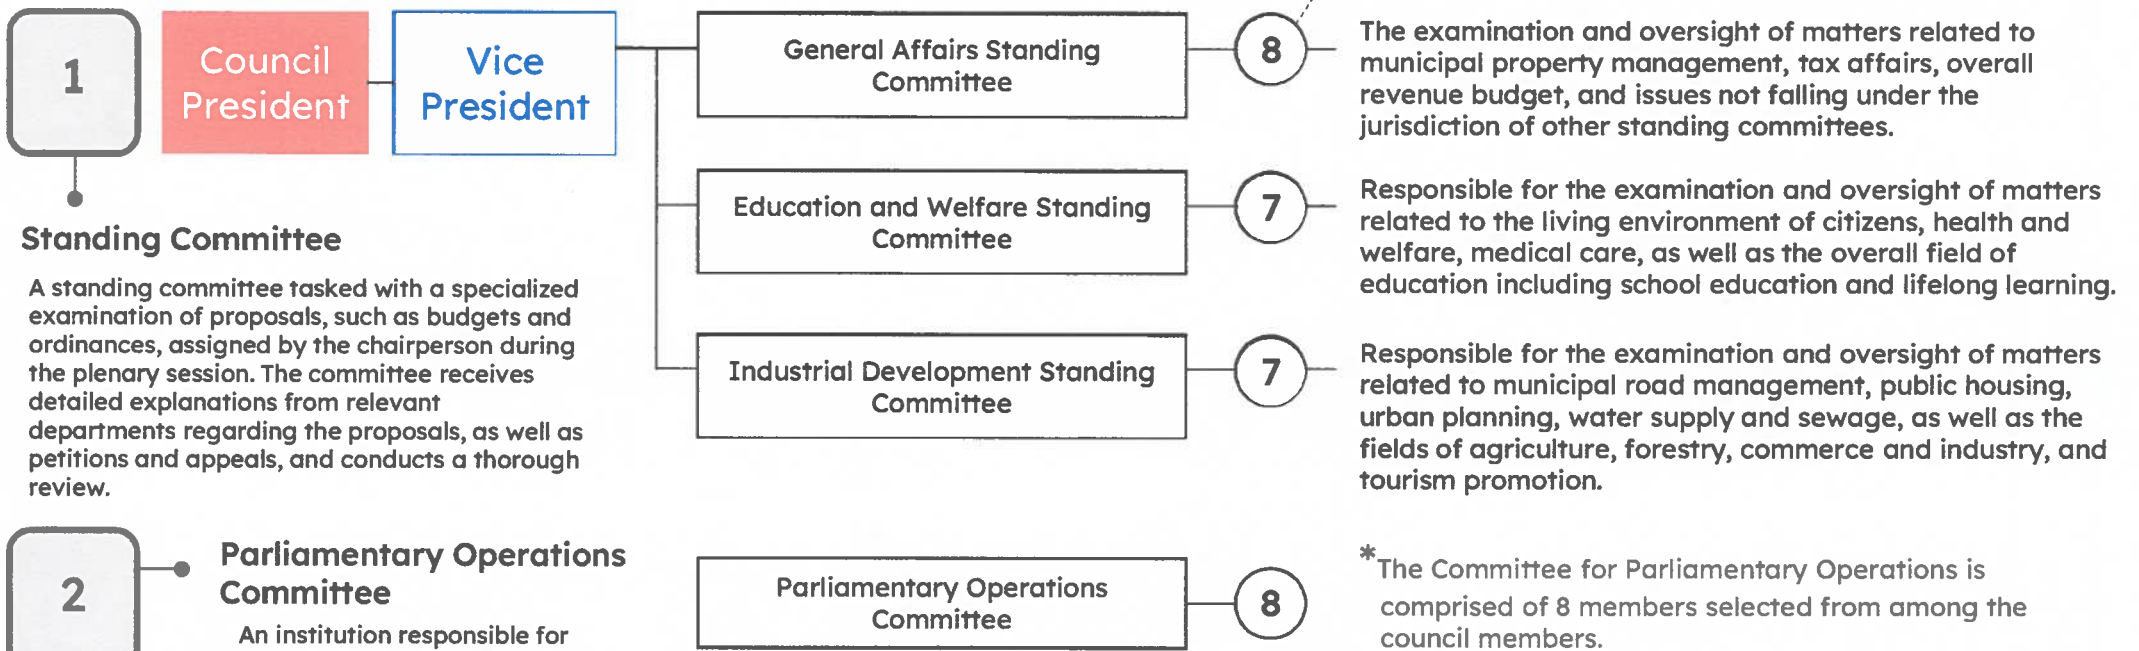 1
Council
President
Vice
President
General Affairs Standing
Committee
8
The examination and oversight of matters related to
municipal property management, tax affairs, overall
revenue budget, and issues not falling under the
jurisdiction of other standing committees.
Education and Welfare Standing
Committee
7
Responsible for the examination and oversight of matters
related to the living environment of citizens, health and
welfare, medical care, as well as the overall field of
education including school education and lifelong learning.
Industrial Development Standing
Committee
7
Responsible for the examination and oversight of matters
related to municipal road management, public housing,
urban planning, water supply and sewage, as well as the
fields of agriculture, forestry, commerce and industry, and
tourism promotion.
Standing Committee
A standing committee tasked with a specialized
examination of proposals, such as budgets and
ordinances, assigned by the chairperson during
the plenary session. The committee receives
detailed explanations from relevant
departments regarding the proposals, as well as
petitions and appeals, and conducts a thorough
review.
2
Parliamentary Operations
Committee
An institution responsible for
Parliamentary Operations
Committee
8
*The Committee for Parliamentary Operations is
comprised of 8 members selected from among the
council members.